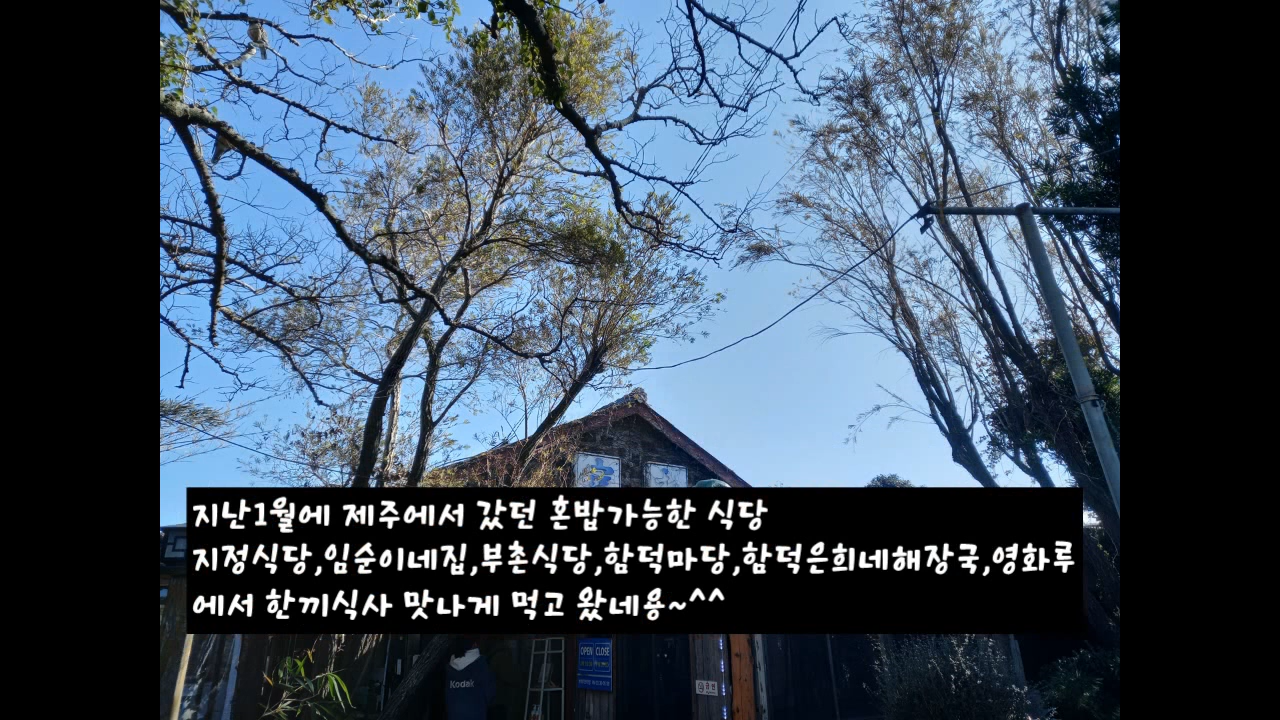 지난1월에 제주에서 갔던 혼밥가능한 식당
지정식당,임순이네집,부촌식당,함덕마당,함덕은희네해장국,영화루
에서 한끼식사 맛나게 먹고 왔네용~^^
OPEN CLOSE
Kodak